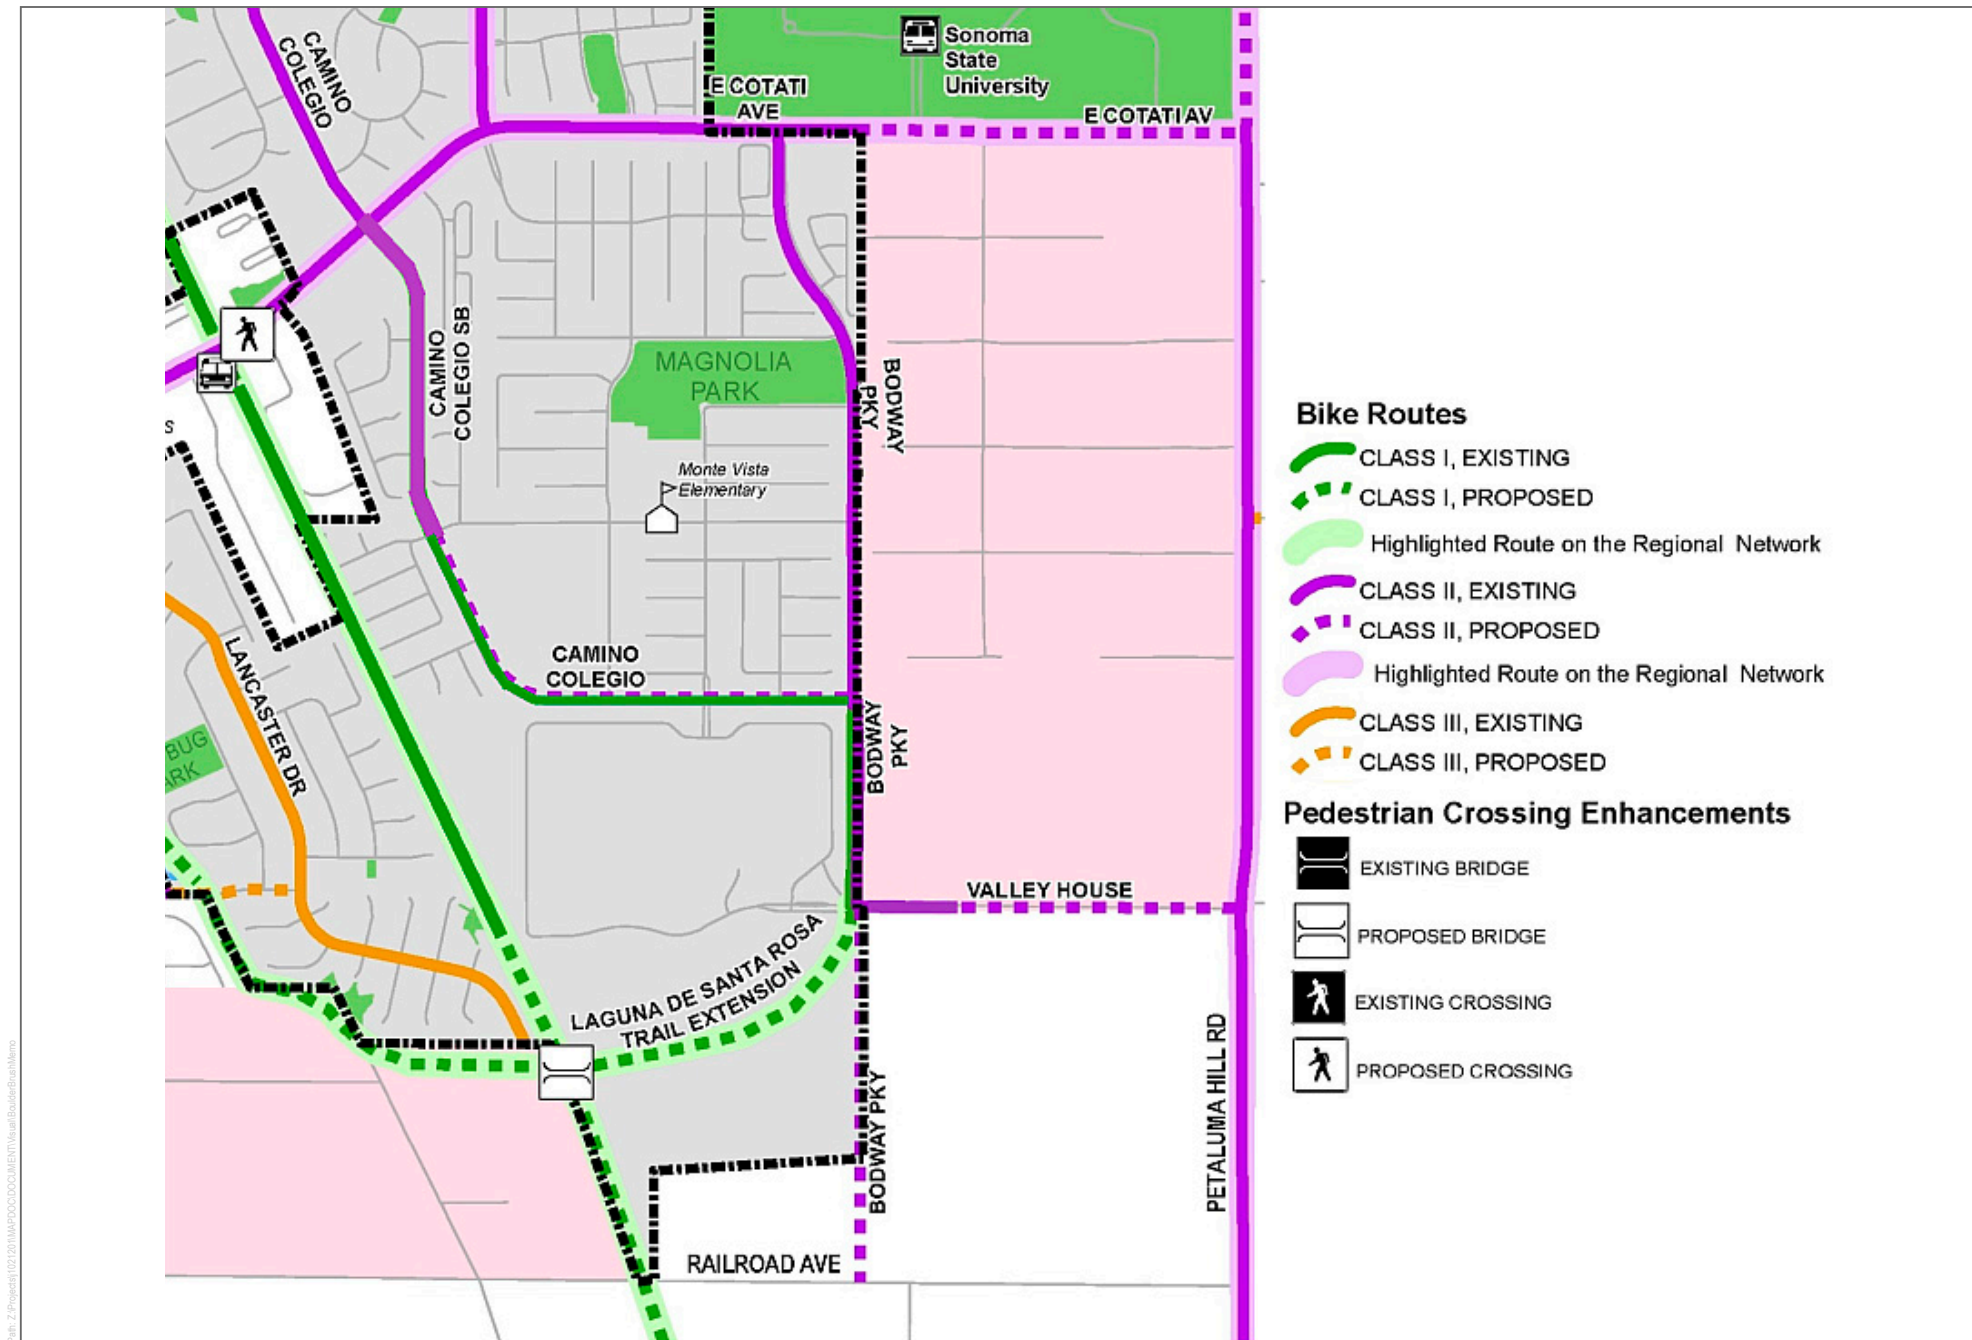 CAMINO
COLEGIO
Sonoma
State
University
E COTATI
AVE
E COTATI AV
CAMINO
COLEGIO SB
MAGNOLIA
PARK
BODWAY
PKY
s
Monte Vista
Elementary
LANCASTER DR
CAMINO
COLEGIO
BUG
ARK
BODWAY
PKY
VALLEY HOUSE
LAGUNA DE SANTA ROSA
TRAIL EXTENSION
BODWAY PKY
PETALUMA HILL RD
RAILROAD AVE
Bike Routes
CLASS I, EXISTING
CLASS I, PROPOSED
Highlighted Route on the Regional Network
CLASS II, EXISTING
CLASS II, PROPOSED
Highlighted Route on the Regional Network
CLASS III, EXISTING
CLASS III, PROPOSED
Pedestrian Crossing Enhancements
EXISTING BRIDGE
PROPOSED BRIDGE
EXISTING CROSSING
PROPOSED CROSSING